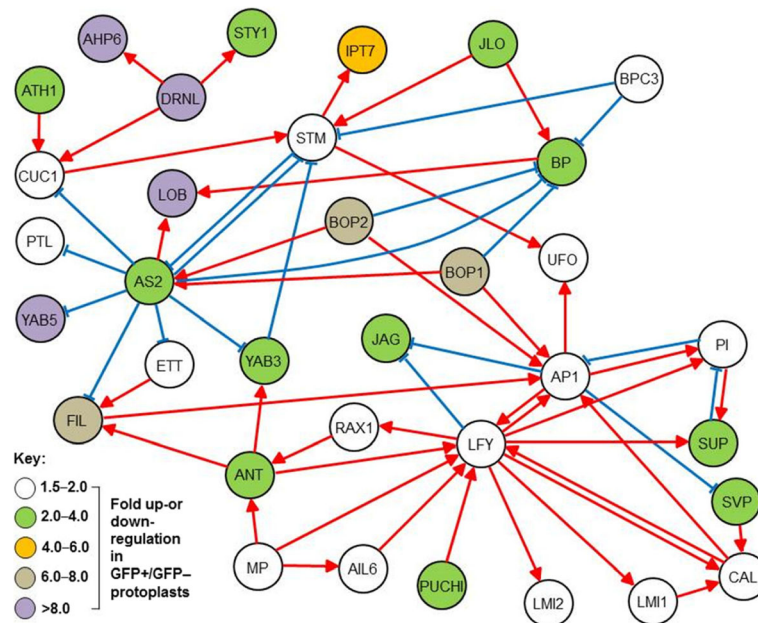 AHP6
STY1
IPT7
JLO
BPC3
ATH1
DRNL
STM
BP
CUC1
LOB
BOP2
PTL
UFO
BOP1
AS2
YAB5
JAG
PI
ETT
YAB3
AP1
FIL
RAX1
LFY
SUP
ANT
SVP
MP
AIL6
PUCHI
LMI2
LMI1
CAL
Key:
1.5–2.0
2.0–4.0
4.0–6.0
6.0–8.0
>8.0
Fold up-or
down-
regulation
in
GFP+/GFP–
protoplasts